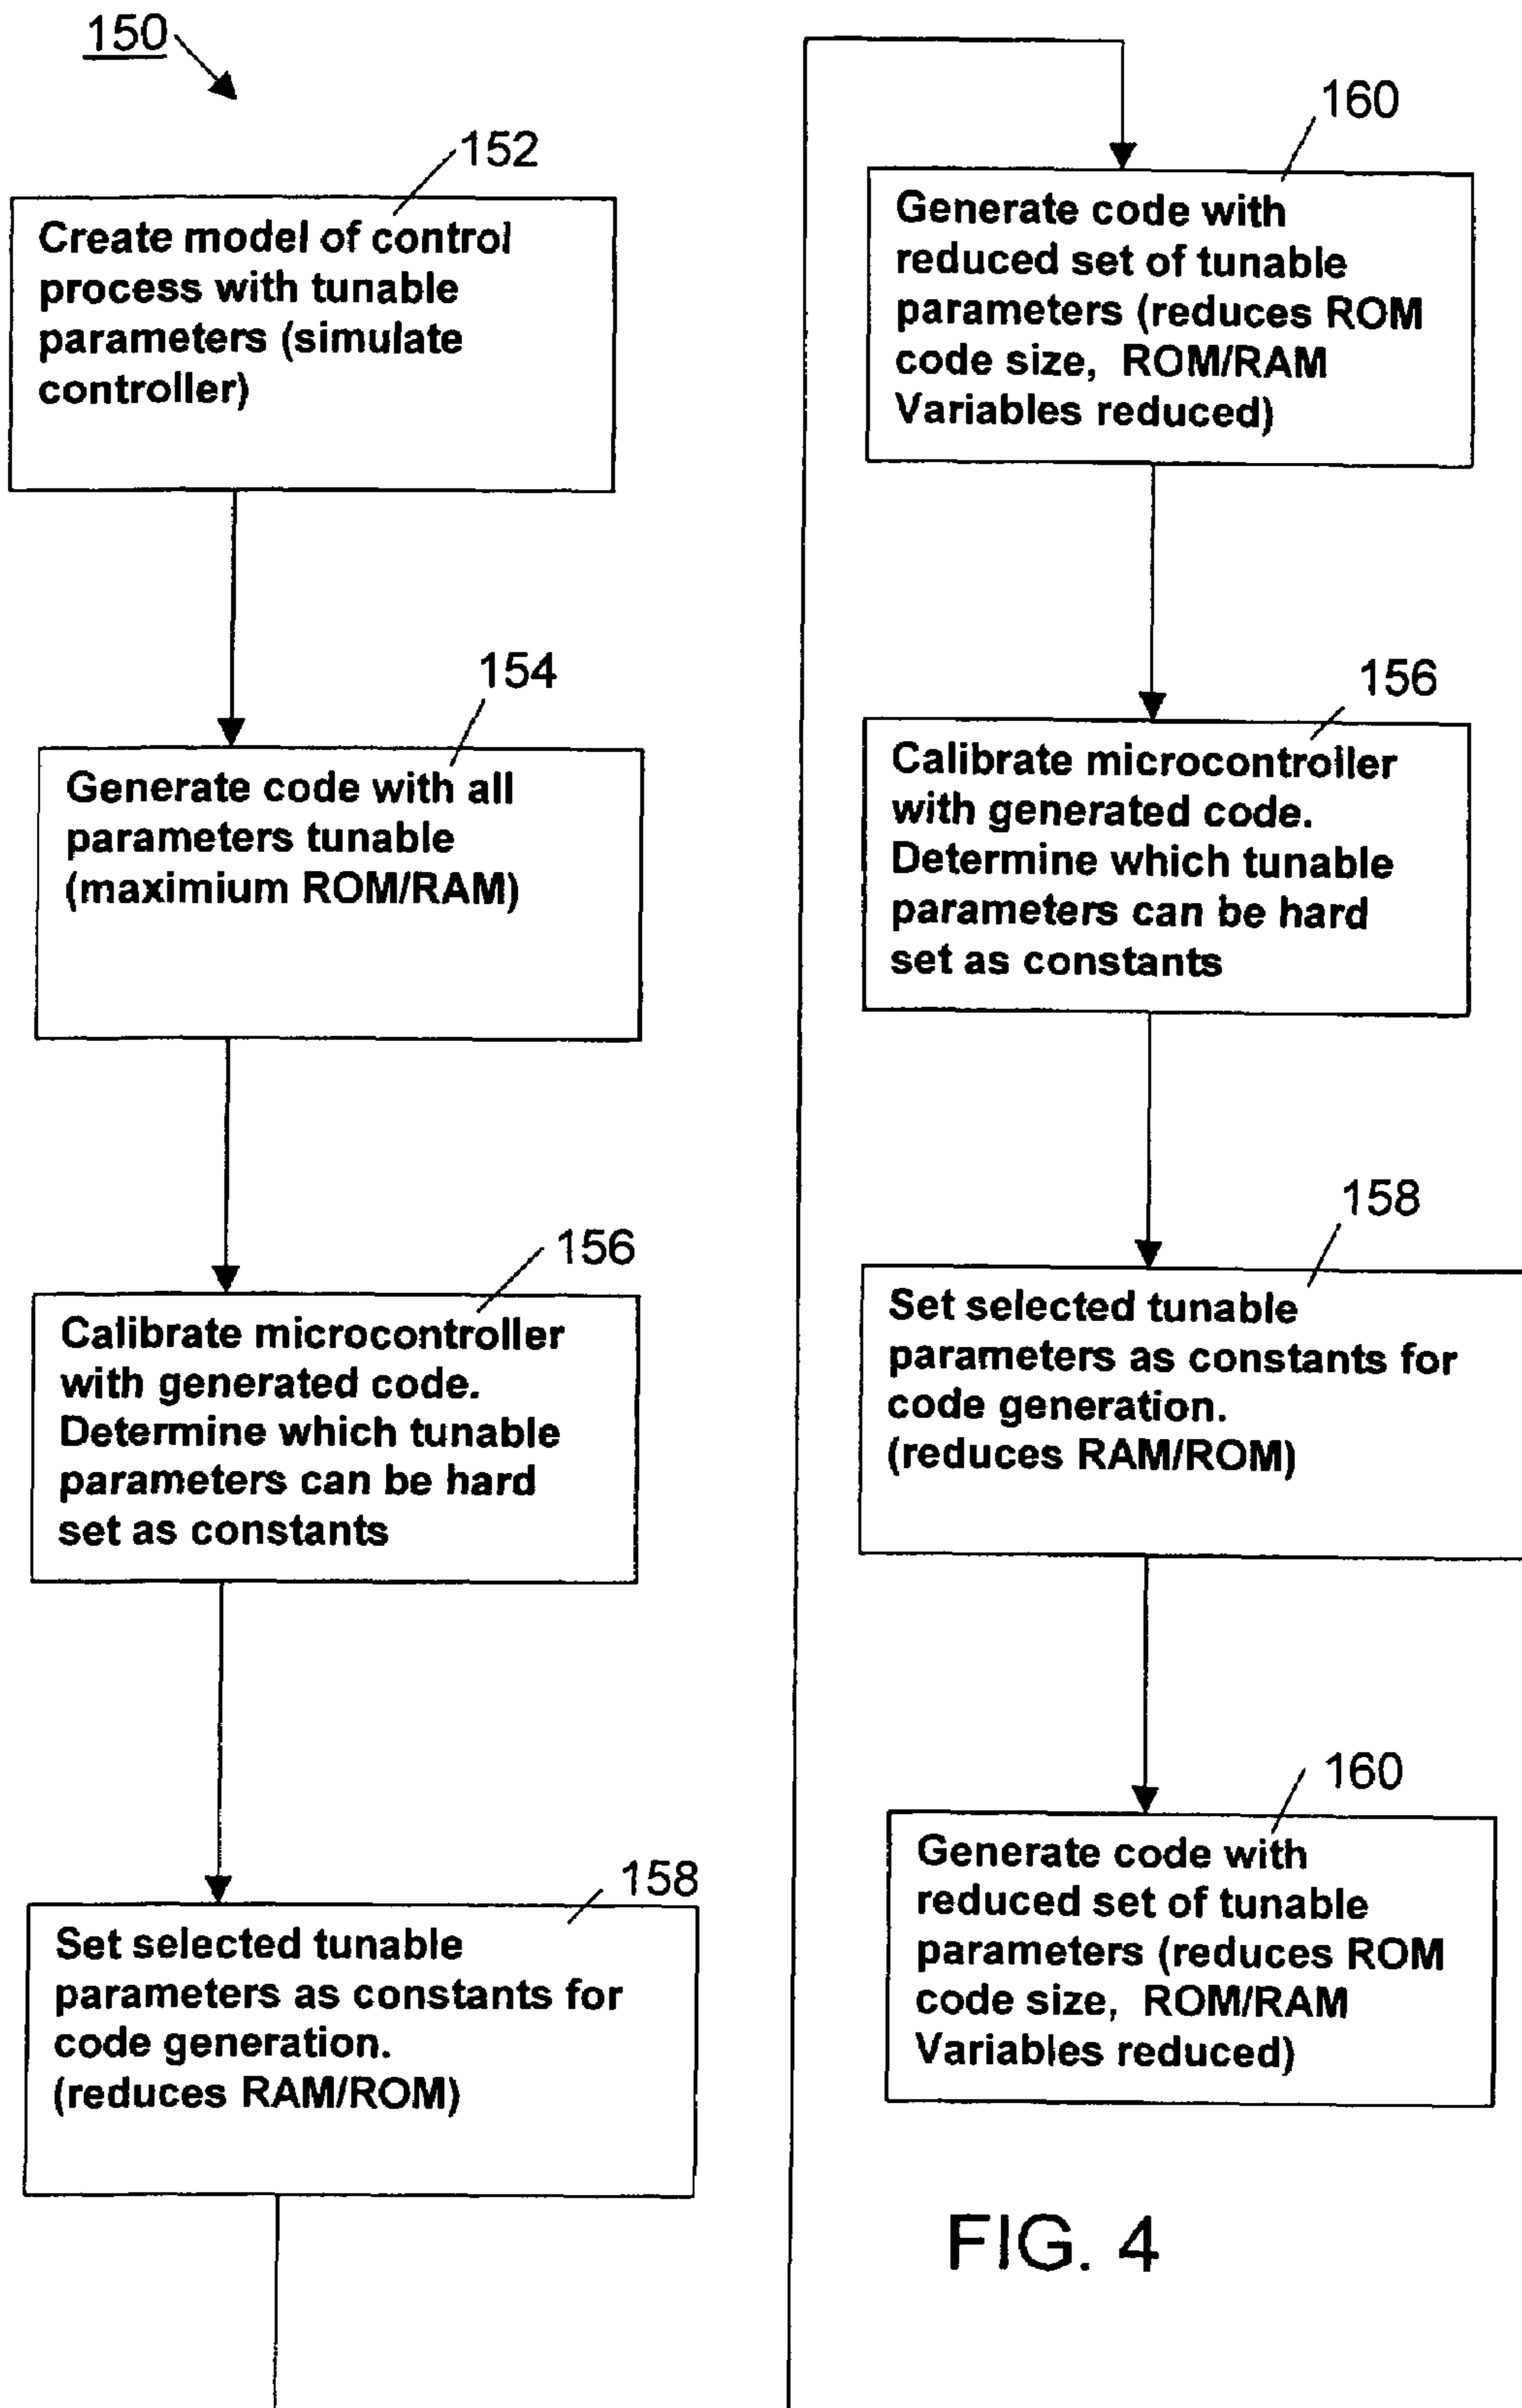 150
152
Create model of control
process with tunable
parameters (simulate
controller)
154
Generate code with all
parameters tunable
(maximium ROM/RAM)
156
Calibrate microcontroller
with generated code.
Determine which tunable
parameters can be hard
set as constants
158
Set selected tunable
parameters as constants for
code generation.
(reduces RAM/ROM)
160
Generate code with
reduced set of tunable
parameters (reduces ROM
code size, ROM/RAM
Variables reduced)
156
Calibrate microcontroller
with generated code.
Determine which tunable
parameters can be hard
set as constants
158
Set selected tunable
parameters as constants for
code generation.
(reduces RAM/ROM)
160
Generate code with
reduced set of tunable
parameters (reduces ROM
code size, ROM/RAM
Variables reduced)
FIG. 4